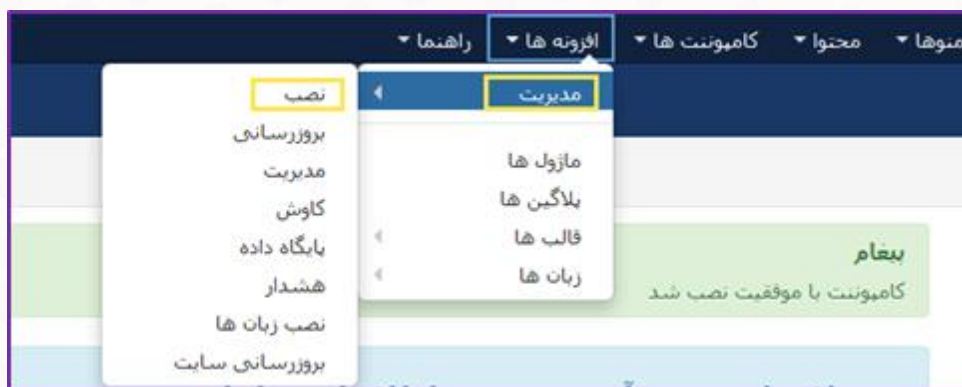 منوها محتوا کامپوننت ها افزونه ها راهنما
مدیریت
ماژول ها
پلاگین ها
قالب ها
زبان ها
نصب
بروزرسانی
مدیریت
کاوش
پایگاه داده
هشدار
نصب زبان ها
بروزرسانی سایت
پیغام
کامپوننت با موفقیت نصب شد